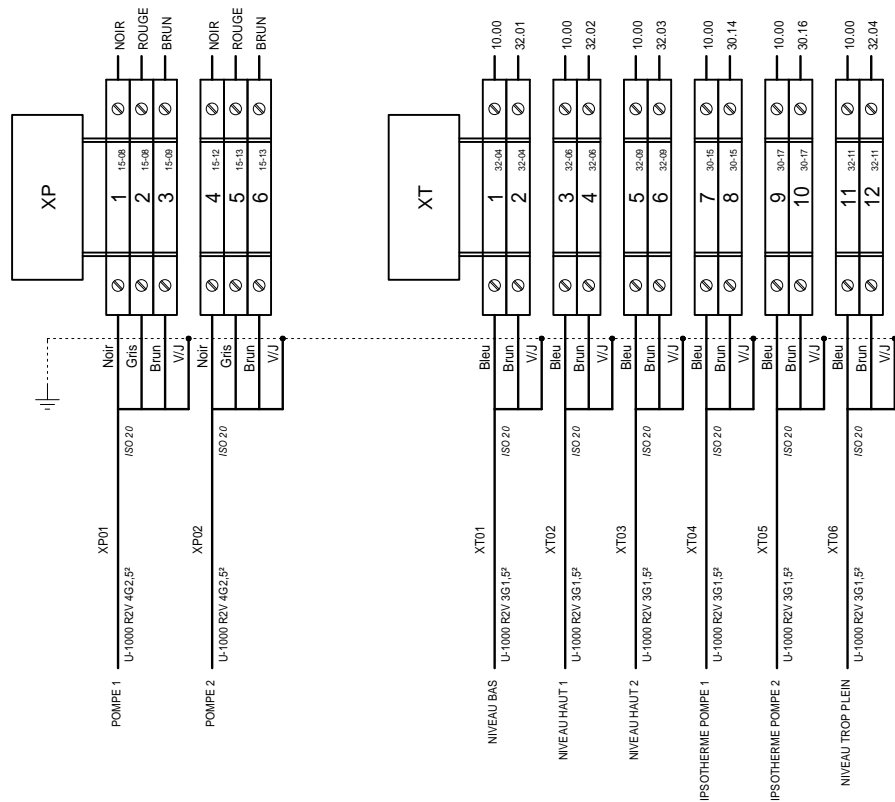 NOIR
ROUGE
BRUN
NOIR
ROUGE
BRUN
10.00
32.01
10.00
32.02
10.00
32.03
10.00
30.14
10.00
30.16
10.00
32.04
XP
1 15-08
2 15-08
3 15-09
4 15-12
5 15-13
6 15-13
XT
1 32-04
2 32-04
3 32-06
4 32-06
5 32-09
6 32-09
7 30-15
8 30-15
9 30-17
10 30-17
11 32-11
12 32-11
Noir
Gris
Brun
V/J
Noir
Gris
Brun
V/J
Bleu
Brun
V/J
Bleu
Brun
V/J
Bleu
Brun
V/J
Bleu
Brun
V/J
Bleu
Brun
V/J
Bleu
Brun
V/J
ISO 20
ISO 20
ISO 20
ISO 20
ISO 20
ISO 20
ISO 20
ISO 20
XP01
U-1000 R2V 4G2,5²
XP02
U-1000 R2V 4G2,5²
XT01
U-1000 R2V 3G1,5²
XT02
U-1000 R2V 3G1,5²
XT03
U-1000 R2V 3G1,5²
XT04
U-1000 R2V 3G1,5²
XT05
U-1000 R2V 3G1,5²
XT06
U-1000 R2V 3G1,5²
POMPE 1
POMPE 2
NIVEAU BAS
NIVEAU HAUT 1
NIVEAU HAUT 2
IPSOTHERME POMPE 1
IPSOTHERME POMPE 2
NIVEAU TROP PLEIN